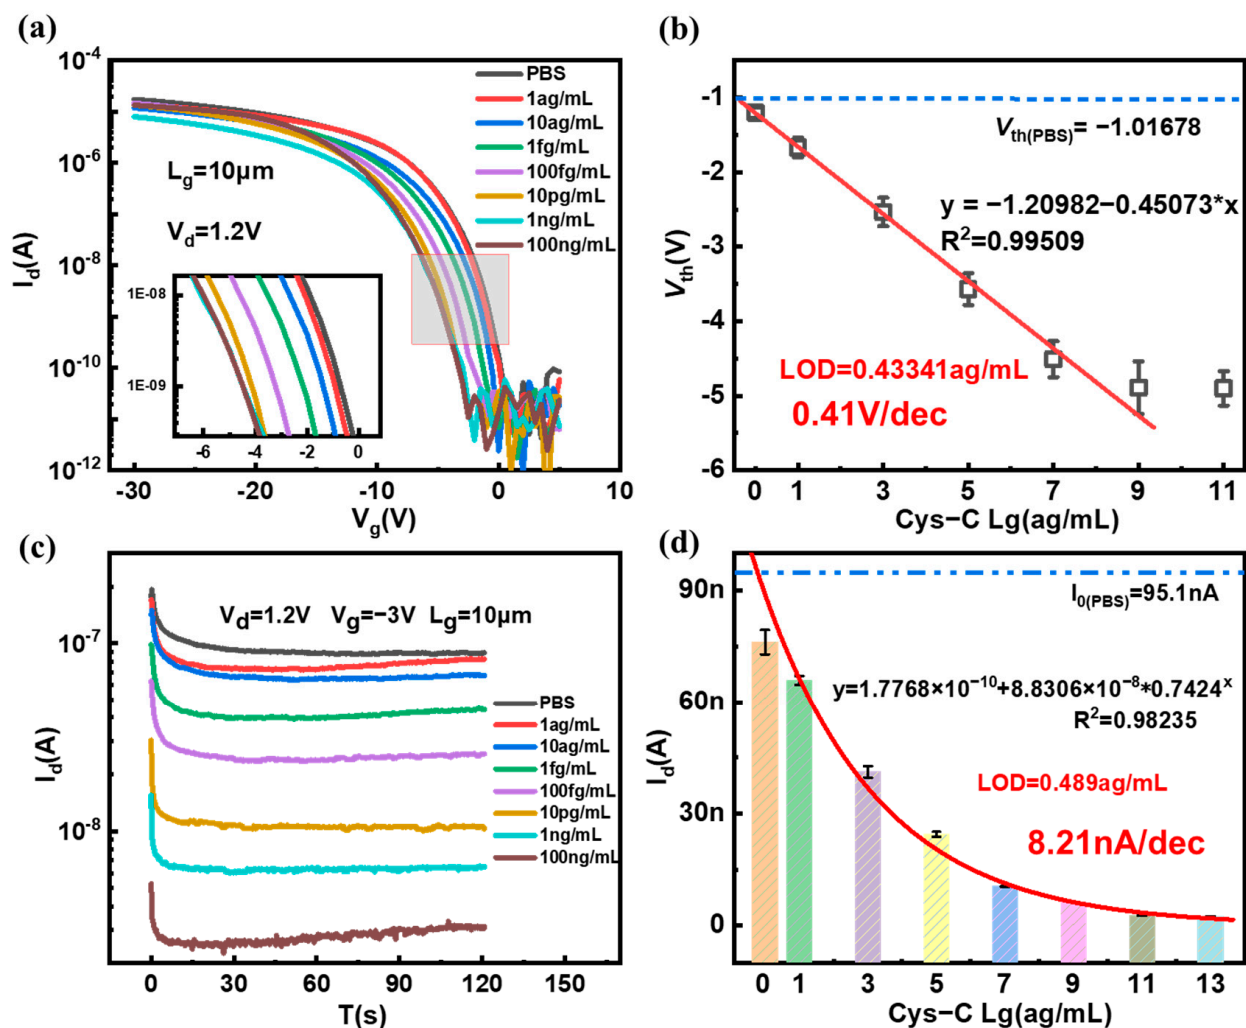 (a)
10⁻⁴
10⁻⁶
10⁻⁸
10⁻¹⁰
10⁻¹²
I_d(A)
PBS
1ag/mL
10ag/mL
1fg/mL
100fg/mL
10pg/mL
1ng/mL
100ng/mL
L_g=10μm
V_d=1.2V
1E-08
1E-09
-6 -4 -2 0
-30 -20 -10 0 10
V_g(V)
(b)
-1
-2
-3
-4
-5
-6
V_th(V)
V_th(PBS)= −1.01678
y = −1.20982−0.45073*x
R²=0.99509
LOD=0.43341ag/mL
0.41V/dec
0 1 3 5 7 9 11
Cys−C Lg(ag/mL)
(c)
10⁻⁷
10⁻⁸
I_d(A)
V_d=1.2V V_g=−3V L_g=10μm
PBS
1ag/mL
10ag/mL
1fg/mL
100fg/mL
10pg/mL
1ng/mL
100ng/mL
0 30 60 90 120 150
T(s)
(d)
90n
60n
30n
0
I_d(A)
I_0(PBS)=95.1nA
y=1.7768×10⁻¹⁰+8.8306×10⁻⁸*0.7424ˣ
R²=0.98235
LOD=0.489ag/mL
8.21nA/dec
0 1 3 5 7 9 11 13
Cys−C Lg(ag/mL)